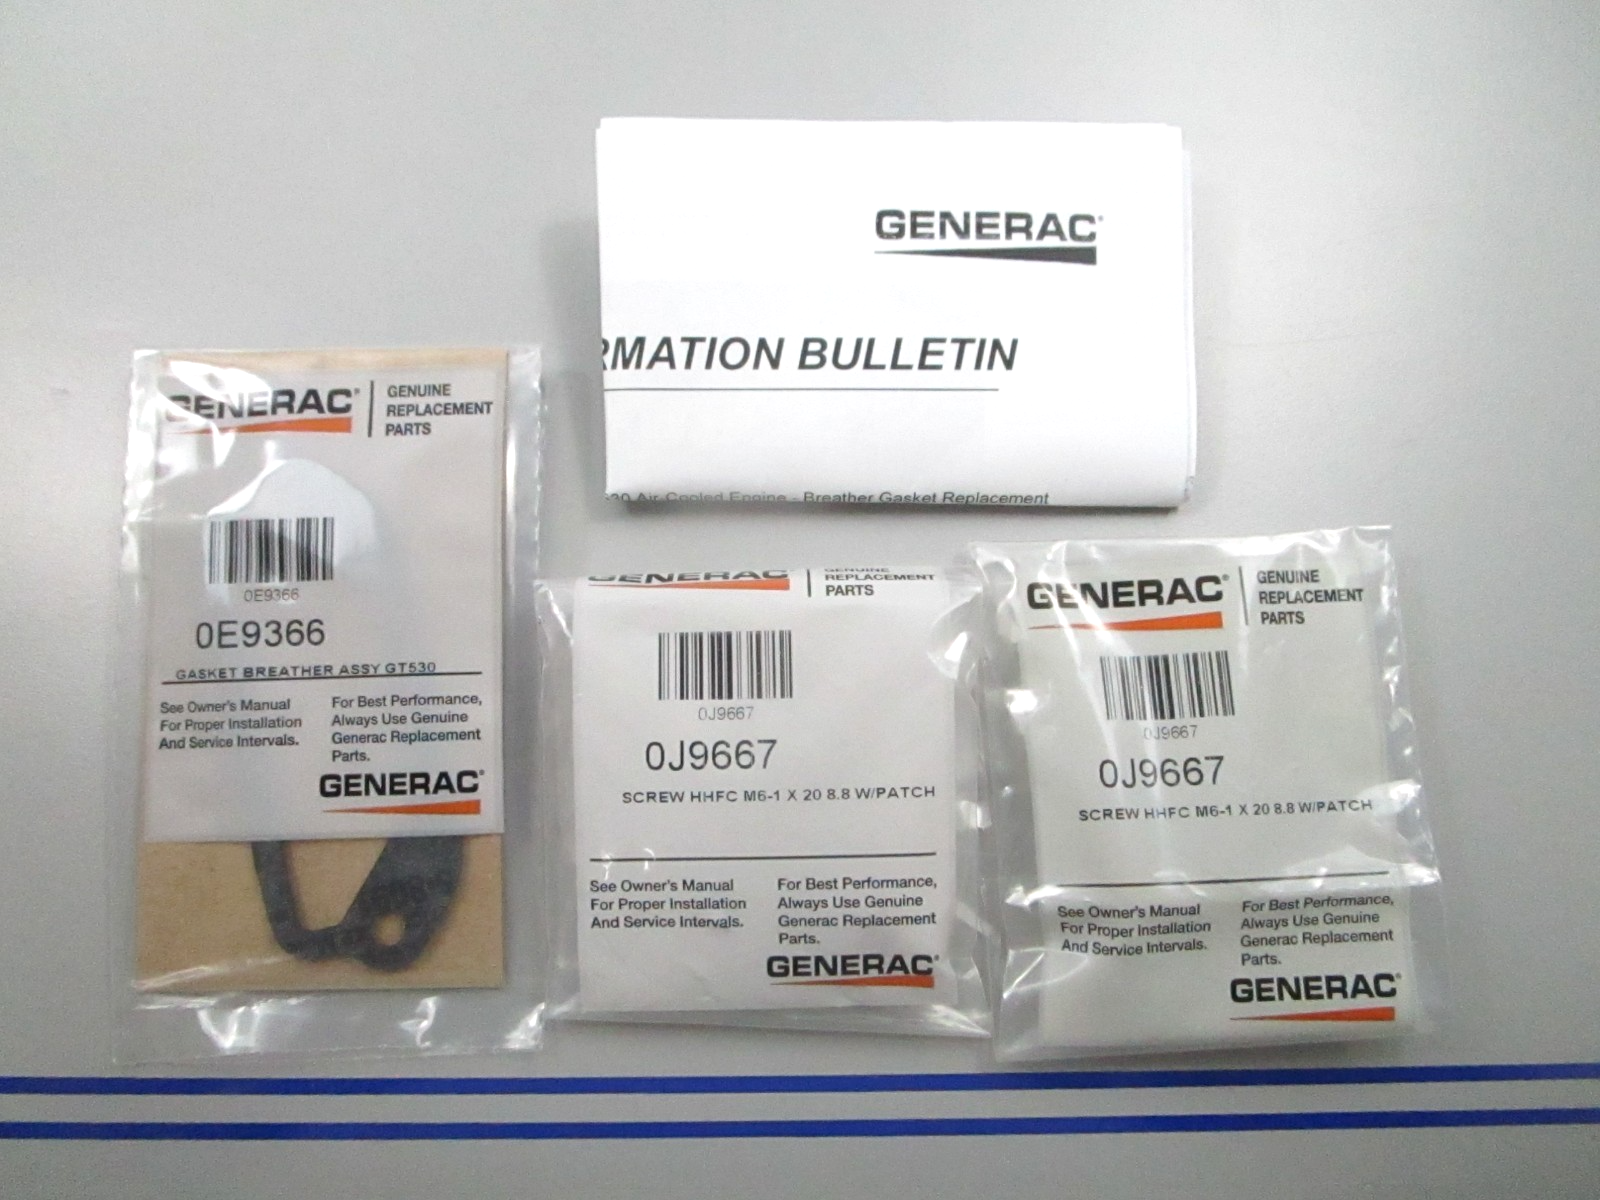 GENERAC
RMATION BULLETIN
Air-Cooled Engine - Breather Gasket Replacement
GENERAC
GENUINE
REPLACEMENT
PARTS
0E9366
0E9366
GASKET BREATHER ASSY GT530
See Owner's Manual
For Proper Installation
And Service Intervals.
For Best Performance,
Always Use Genuine
Generac Replacement
Parts.
GENERAC
GENERAC
GENUINE
REPLACEMENT
PARTS
0J9667
0J9667
SCREW HHFC M6-1 X 20 8.8 W/PATCH
See Owner's Manual
For Proper Installation
And Service Intervals.
For Best Performance,
Always Use Genuine
Generac Replacement
Parts.
GENERAC
GENERAC
GENUINE
REPLACEMENT
PARTS
0J9667
0J9667
SCREW HHFC M6-1 X 20 8.8 W/PATCH
See Owner's Manual
For Proper Installation
And Service Intervals.
For Best Performance,
Always Use Genuine
Generac Replacement
Parts.
GENERAC